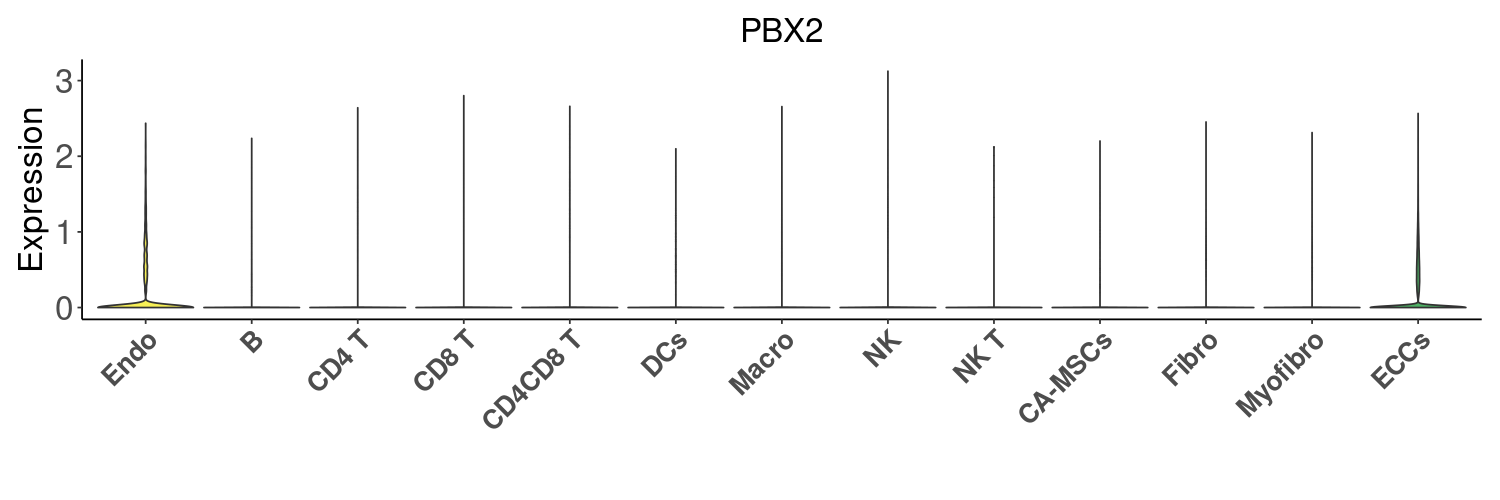 PBX2
Expression
3
2
1
0
Endo
B
CD4 T
CD8 T
CD4CD8 T
DCs
Macro
NK
NK T
CA-MSCs
Fibro
Myofibro
ECCs